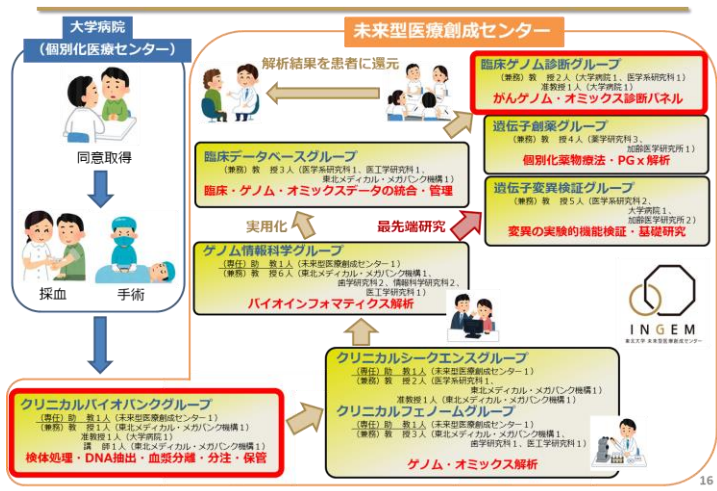 大学病院
（個別化医療センター）
同意取得
採血
手術
未来型医療創成センター
解析結果を患者に還元
臨床ゲノム診断グループ
（兼務）教　授２人（大学病院１、医学系研究科１）
准教授１人（大学病院１）
がんゲノム・オミックス診断パネル
遺伝子創薬グループ
（兼務）教　授４人（薬学研究科３、
加齢医学研究所１）
個別化薬物療法・PGｘ解析
遺伝子変異検証グループ
（兼務）教　授５人（医学系研究科２、
大学病院１、
加齢医学研究所２）
変異の実験的機能検証・基礎研究
臨床データベースグループ
（兼務）教　授３人（医学系研究科１、医工学研究科１、
東北メディカル・メガバンク機構１）
臨床・ゲノム・オミックスデータの統合・管理
実用化
最先端研究
ゲノム情報科学グループ
（専任）助　教１人（未来型医療創成センター１）
（兼務）教　授６人（東北メディカル・メガバンク機構１、
歯学研究科２、情報科学研究科２、
医工学研究科１）
バイオインフォマティクス解析
INGEM
東北大学 未来型医療創成センター
クリニカルシークエンスグループ
（専任）助　教１人（未来型医療創成センター１）
（兼務）教　授２人（医学系研究科１、
東北メディカル・メガバンク機構１）
准教授１人（東北メディカル・メガバンク機構１）
クリニカルフェノームグループ
（専任）助　教１人（未来型医療創成センター１）
（兼務）教　授３人（東北メディカル・メガバンク機構１、
歯学研究科１、医工学研究科１）
ゲノム・オミックス解析
クリニカルバイオバンクグループ
（専任）助　教１人（未来型医療創成センター１）
（兼務）教　授１人（東北メディカル・メガバンク機構１）
准教授１人（大学病院１）
講　師１人（東北メディカル・メガバンク機構１）
検体処理・DNA抽出・血漿分離・分注・保管
16